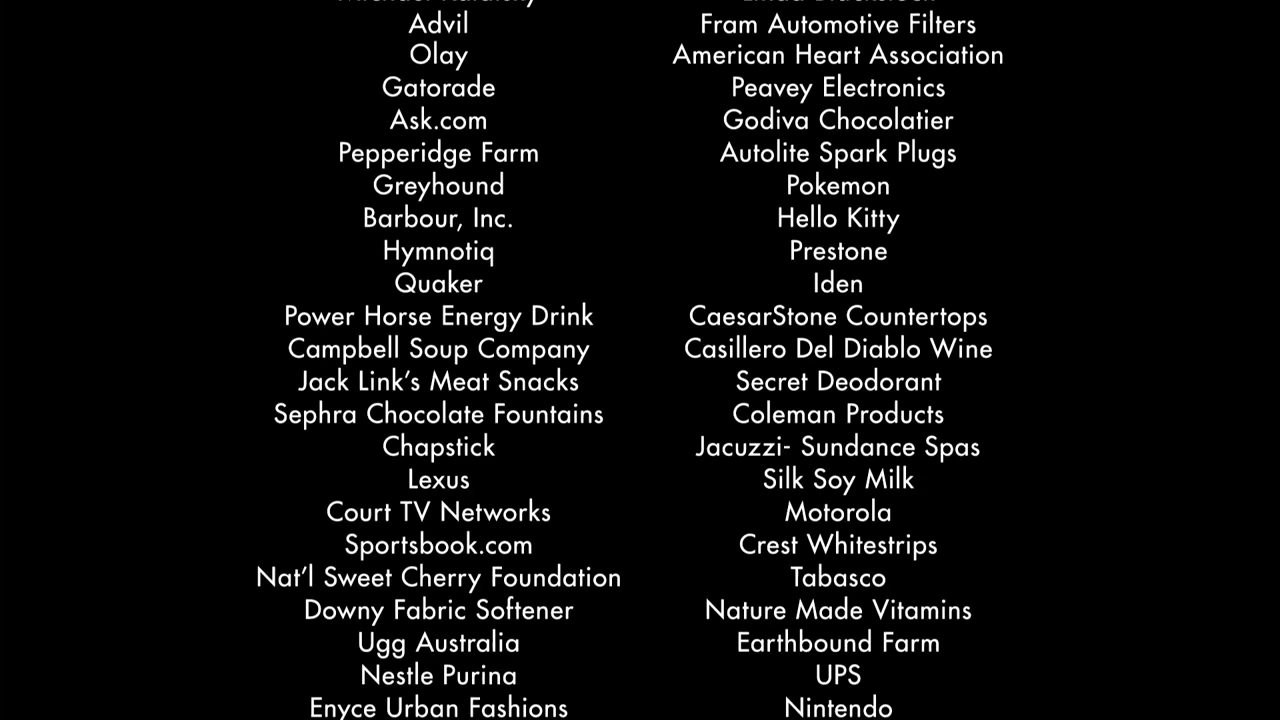 Advil
Olay
Gatorade
Ask.com
Pepperidge Farm
Greyhound
Barbour, Inc.
Hymnotiq
Quaker
Power Horse Energy Drink
Campbell Soup Company
Jack Link's Meat Snacks
Sephra Chocolate Fountains
Chapstick
Lexus
Court TV Networks
Sportsbook.com
Nat'l Sweet Cherry Foundation
Downy Fabric Softener
Ugg Australia
Nestle Purina
Enyce Urban Fashions
Fram Automotive Filters
American Heart Association
Peavey Electronics
Godiva Chocolatier
Autolite Spark Plugs
Pokemon
Hello Kitty
Prestone
Iden
CaesarStone Countertops
Casillero Del Diablo Wine
Secret Deodorant
Coleman Products
Jacuzzi- Sundance Spas
Silk Soy Milk
Motorola
Crest Whitestrips
Tabasco
Nature Made Vitamins
Earthbound Farm
UPS
Nintendo